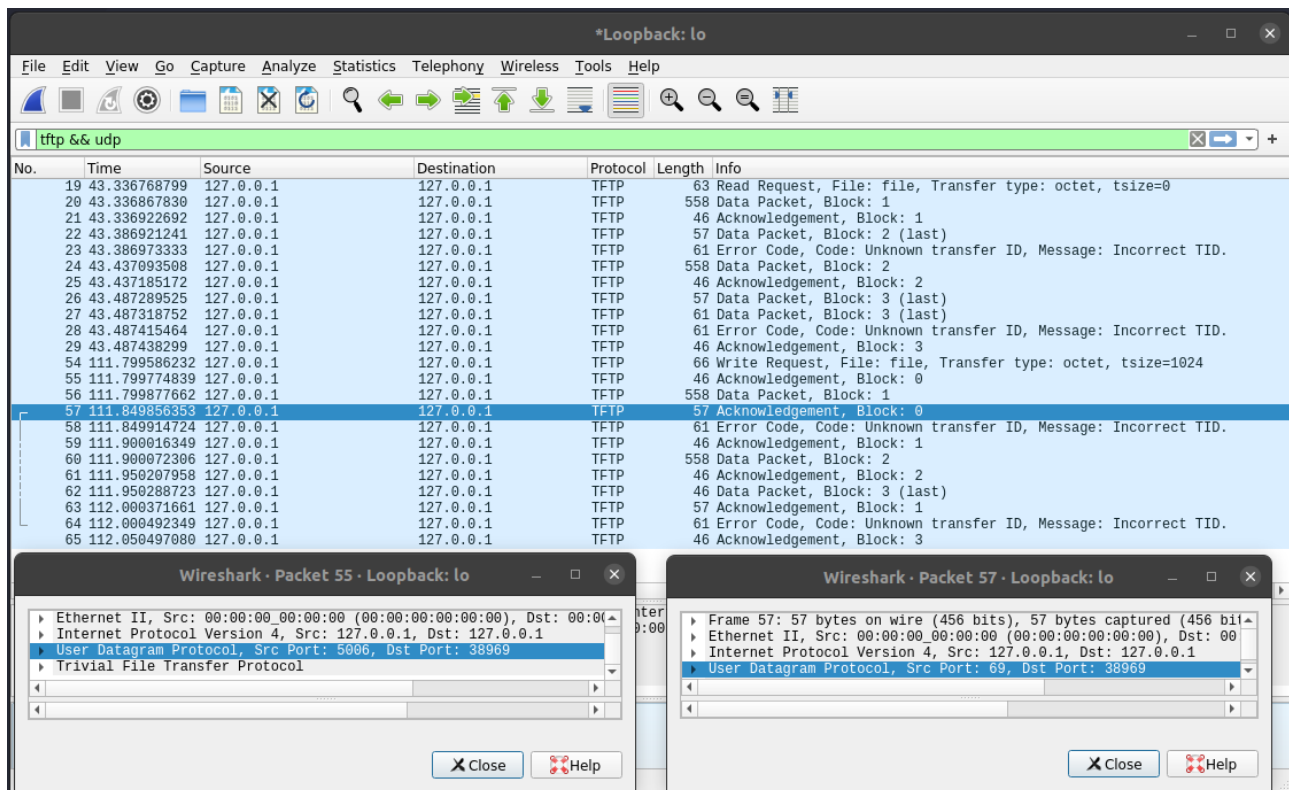 *Loopback: lo
File Edit View Go Capture Analyze Statistics Telephony Wireless Tools Help
tftp && udp
No. Time Source Destination Protocol Length Info
19 43.336768799 127.0.0.1 127.0.0.1 TFTP 63 Read Request, File: file, Transfer type: octet, tsize=0
20 43.336867830 127.0.0.1 127.0.0.1 TFTP 558 Data Packet, Block: 1
21 43.336922692 127.0.0.1 127.0.0.1 TFTP 46 Acknowledgement, Block: 1
22 43.386921241 127.0.0.1 127.0.0.1 TFTP 57 Data Packet, Block: 2 (last)
23 43.386973333 127.0.0.1 127.0.0.1 TFTP 61 Error Code, Code: Unknown transfer ID, Message: Incorrect TID.
24 43.437093508 127.0.0.1 127.0.0.1 TFTP 558 Data Packet, Block: 2
25 43.437185172 127.0.0.1 127.0.0.1 TFTP 46 Acknowledgement, Block: 2
26 43.487289525 127.0.0.1 127.0.0.1 TFTP 57 Data Packet, Block: 3 (last)
27 43.487318752 127.0.0.1 127.0.0.1 TFTP 61 Data Packet, Block: 3 (last)
28 43.487415464 127.0.0.1 127.0.0.1 TFTP 61 Error Code, Code: Unknown transfer ID, Message: Incorrect TID.
29 43.487438299 127.0.0.1 127.0.0.1 TFTP 46 Acknowledgement, Block: 3
54 111.799586232 127.0.0.1 127.0.0.1 TFTP 66 Write Request, File: file, Transfer type: octet, tsize=1024
55 111.799774839 127.0.0.1 127.0.0.1 TFTP 46 Acknowledgement, Block: 0
56 111.799877662 127.0.0.1 127.0.0.1 TFTP 558 Data Packet, Block: 1
57 111.849856353 127.0.0.1 127.0.0.1 TFTP 57 Acknowledgement, Block: 0
58 111.849914724 127.0.0.1 127.0.0.1 TFTP 61 Error Code, Code: Unknown transfer ID, Message: Incorrect TID.
59 111.900016349 127.0.0.1 127.0.0.1 TFTP 46 Acknowledgement, Block: 1
60 111.900072306 127.0.0.1 127.0.0.1 TFTP 558 Data Packet, Block: 2
61 111.950207958 127.0.0.1 127.0.0.1 TFTP 46 Acknowledgement, Block: 2
62 111.950288723 127.0.0.1 127.0.0.1 TFTP 46 Data Packet, Block: 3 (last)
63 112.000371661 127.0.0.1 127.0.0.1 TFTP 57 Acknowledgement, Block: 1
64 112.000492349 127.0.0.1 127.0.0.1 TFTP 61 Error Code, Code: Unknown transfer ID, Message: Incorrect TID.
65 112.050497080 127.0.0.1 127.0.0.1 TFTP 46 Acknowledgement, Block: 3
Wireshark · Packet 55 · Loopback: lo
Ethernet II, Src: 00:00:00_00:00:00 (00:00:00:00:00:00), Dst: 00:0
Internet Protocol Version 4, Src: 127.0.0.1, Dst: 127.0.0.1
User Datagram Protocol, Src Port: 5006, Dst Port: 38969
Trivial File Transfer Protocol
Close Help
Wireshark · Packet 57 · Loopback: lo
Frame 57: 57 bytes on wire (456 bits), 57 bytes captured (456 bit
Ethernet II, Src: 00:00:00_00:00:00 (00:00:00:00:00:00), Dst: 00
Internet Protocol Version 4, Src: 127.0.0.1, Dst: 127.0.0.1
User Datagram Protocol, Src Port: 69, Dst Port: 38969
Close Help